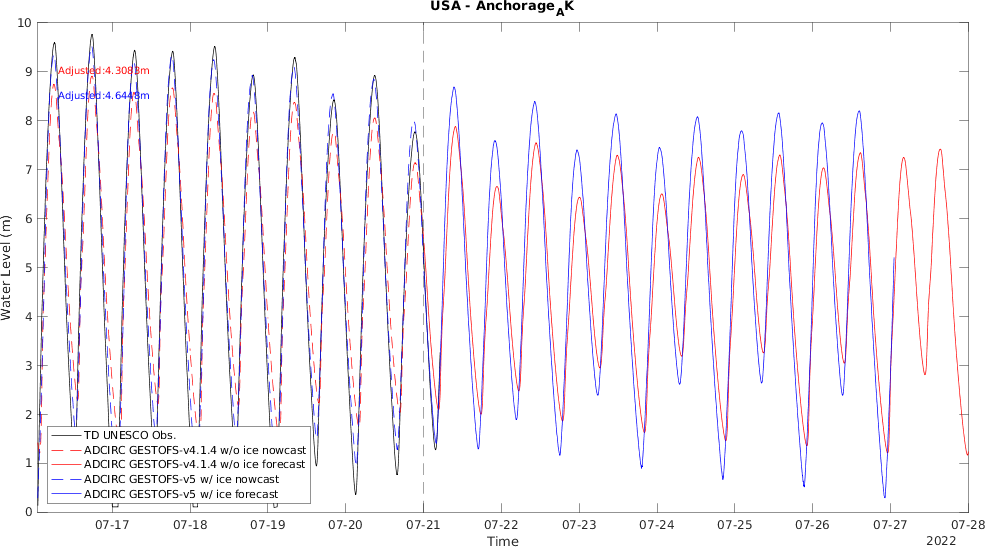 USA - Anchorage_AK
10
9
8
7
6
5
4
3
2
1
0
Water Level (m)
Adjusted:4.3083m
Adjusted:4.6448m
TD UNESCO Obs.
ADCIRC GESTOFS-v4.1.4 w/o ice nowcast
ADCIRC GESTOFS-v4.1.4 w/o ice forecast
ADCIRC GESTOFS-v5 w/ ice nowcast
ADCIRC GESTOFS-v5 w/ ice forecast
07-17 07-18 07-19 07-20 07-21 07-22 07-23 07-24 07-25 07-26 07-27 07-28
Time
2022